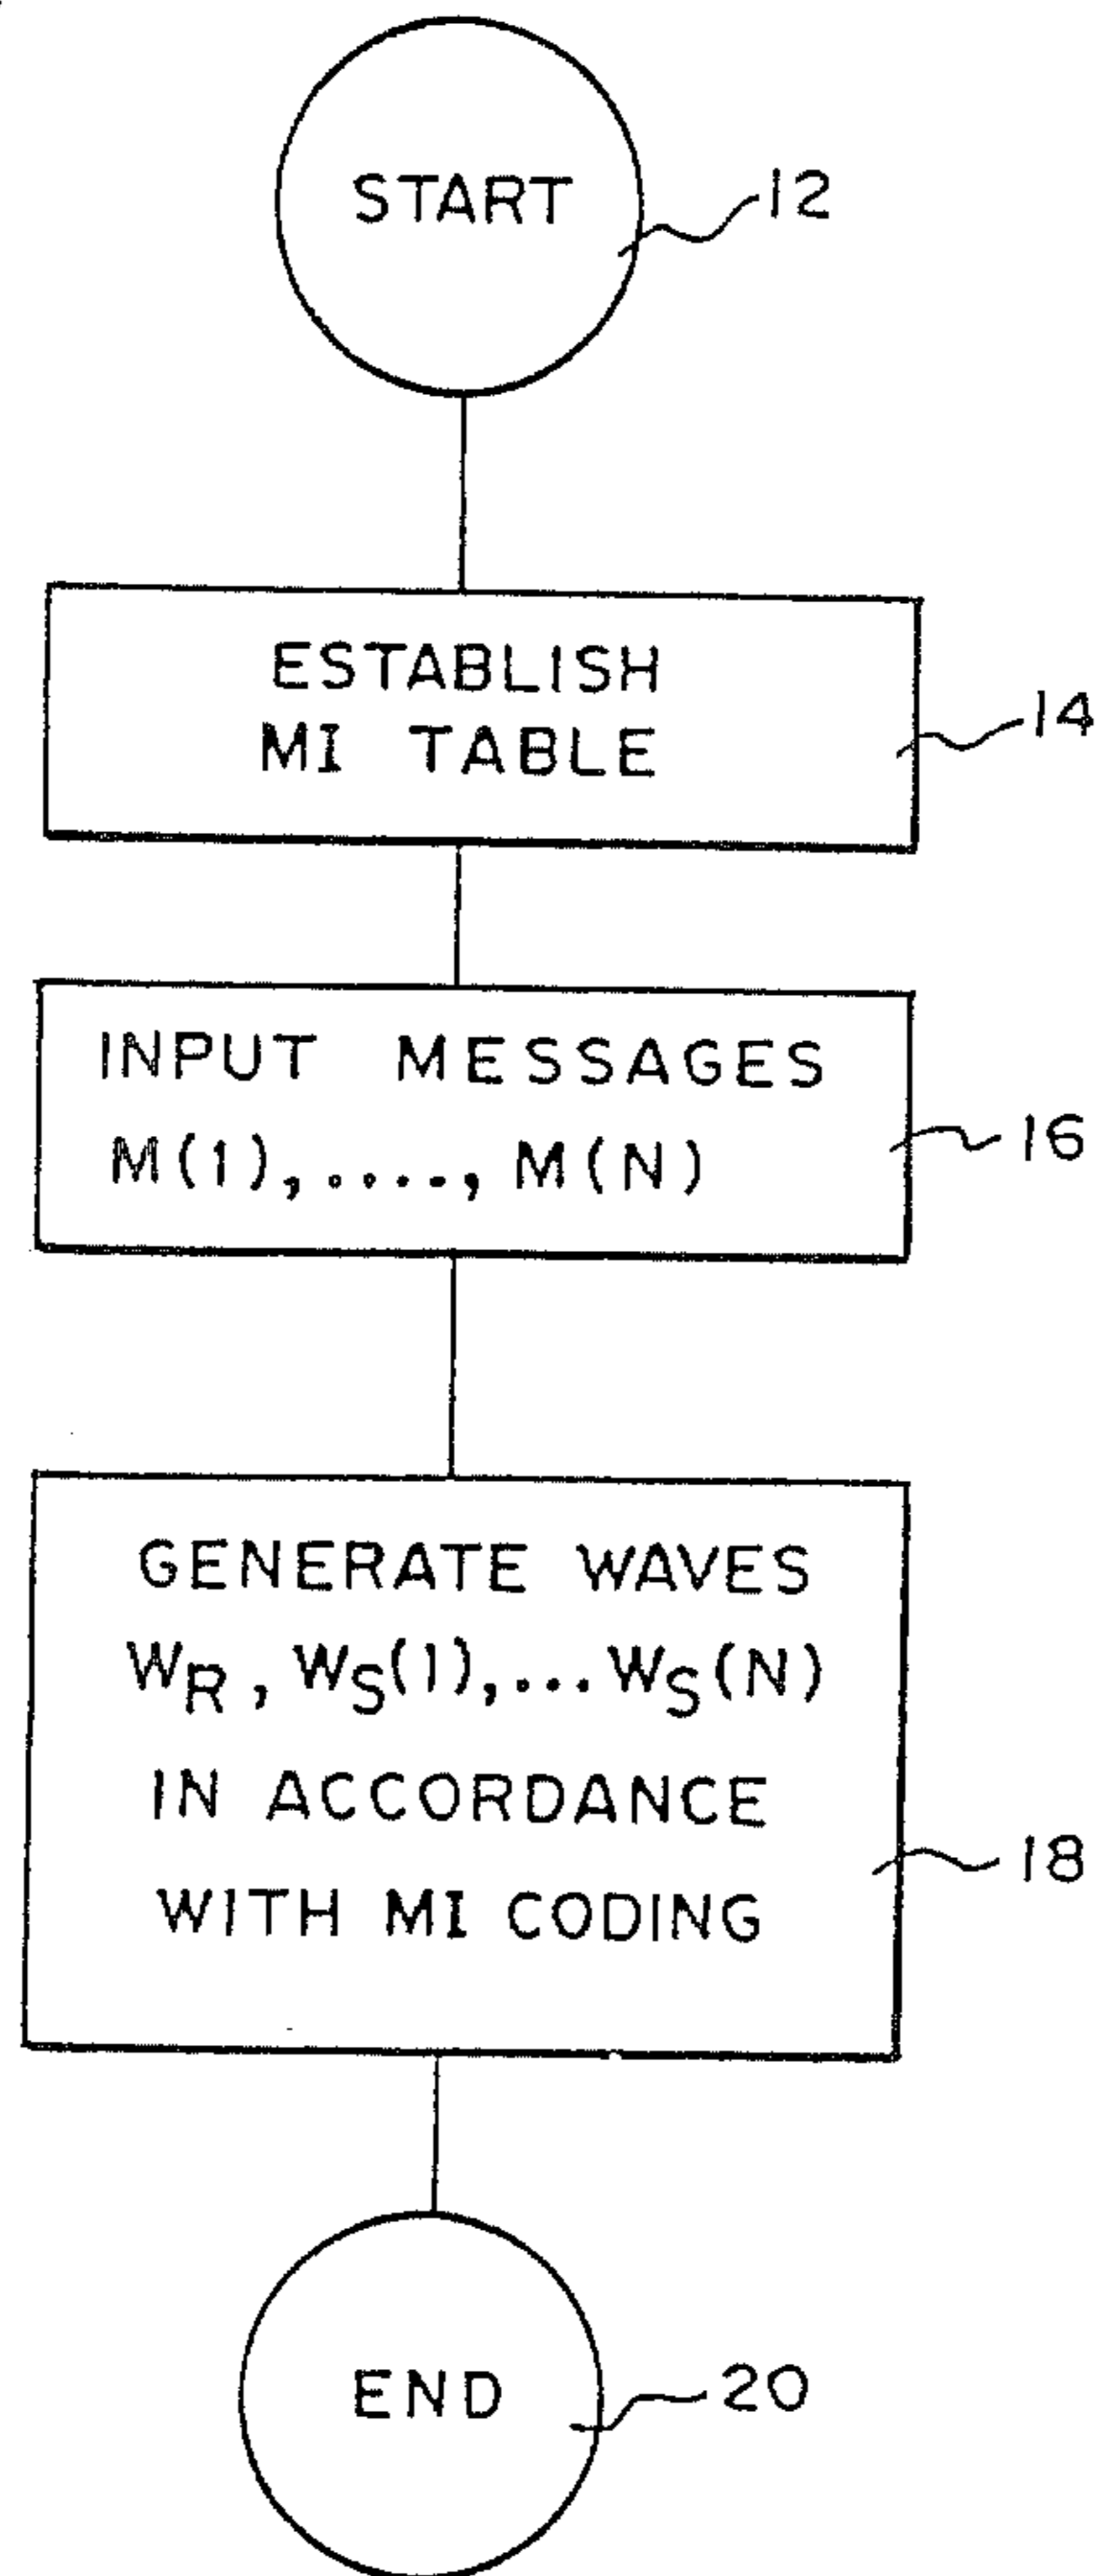 START
12
ESTABLISH
MI TABLE
14
INPUT MESSAGES
M(1),...., M(N)
16
GENERATE WAVES
WR, WS(1),...WS(N)
IN ACCORDANCE
WITH MI CODING
18
END
20